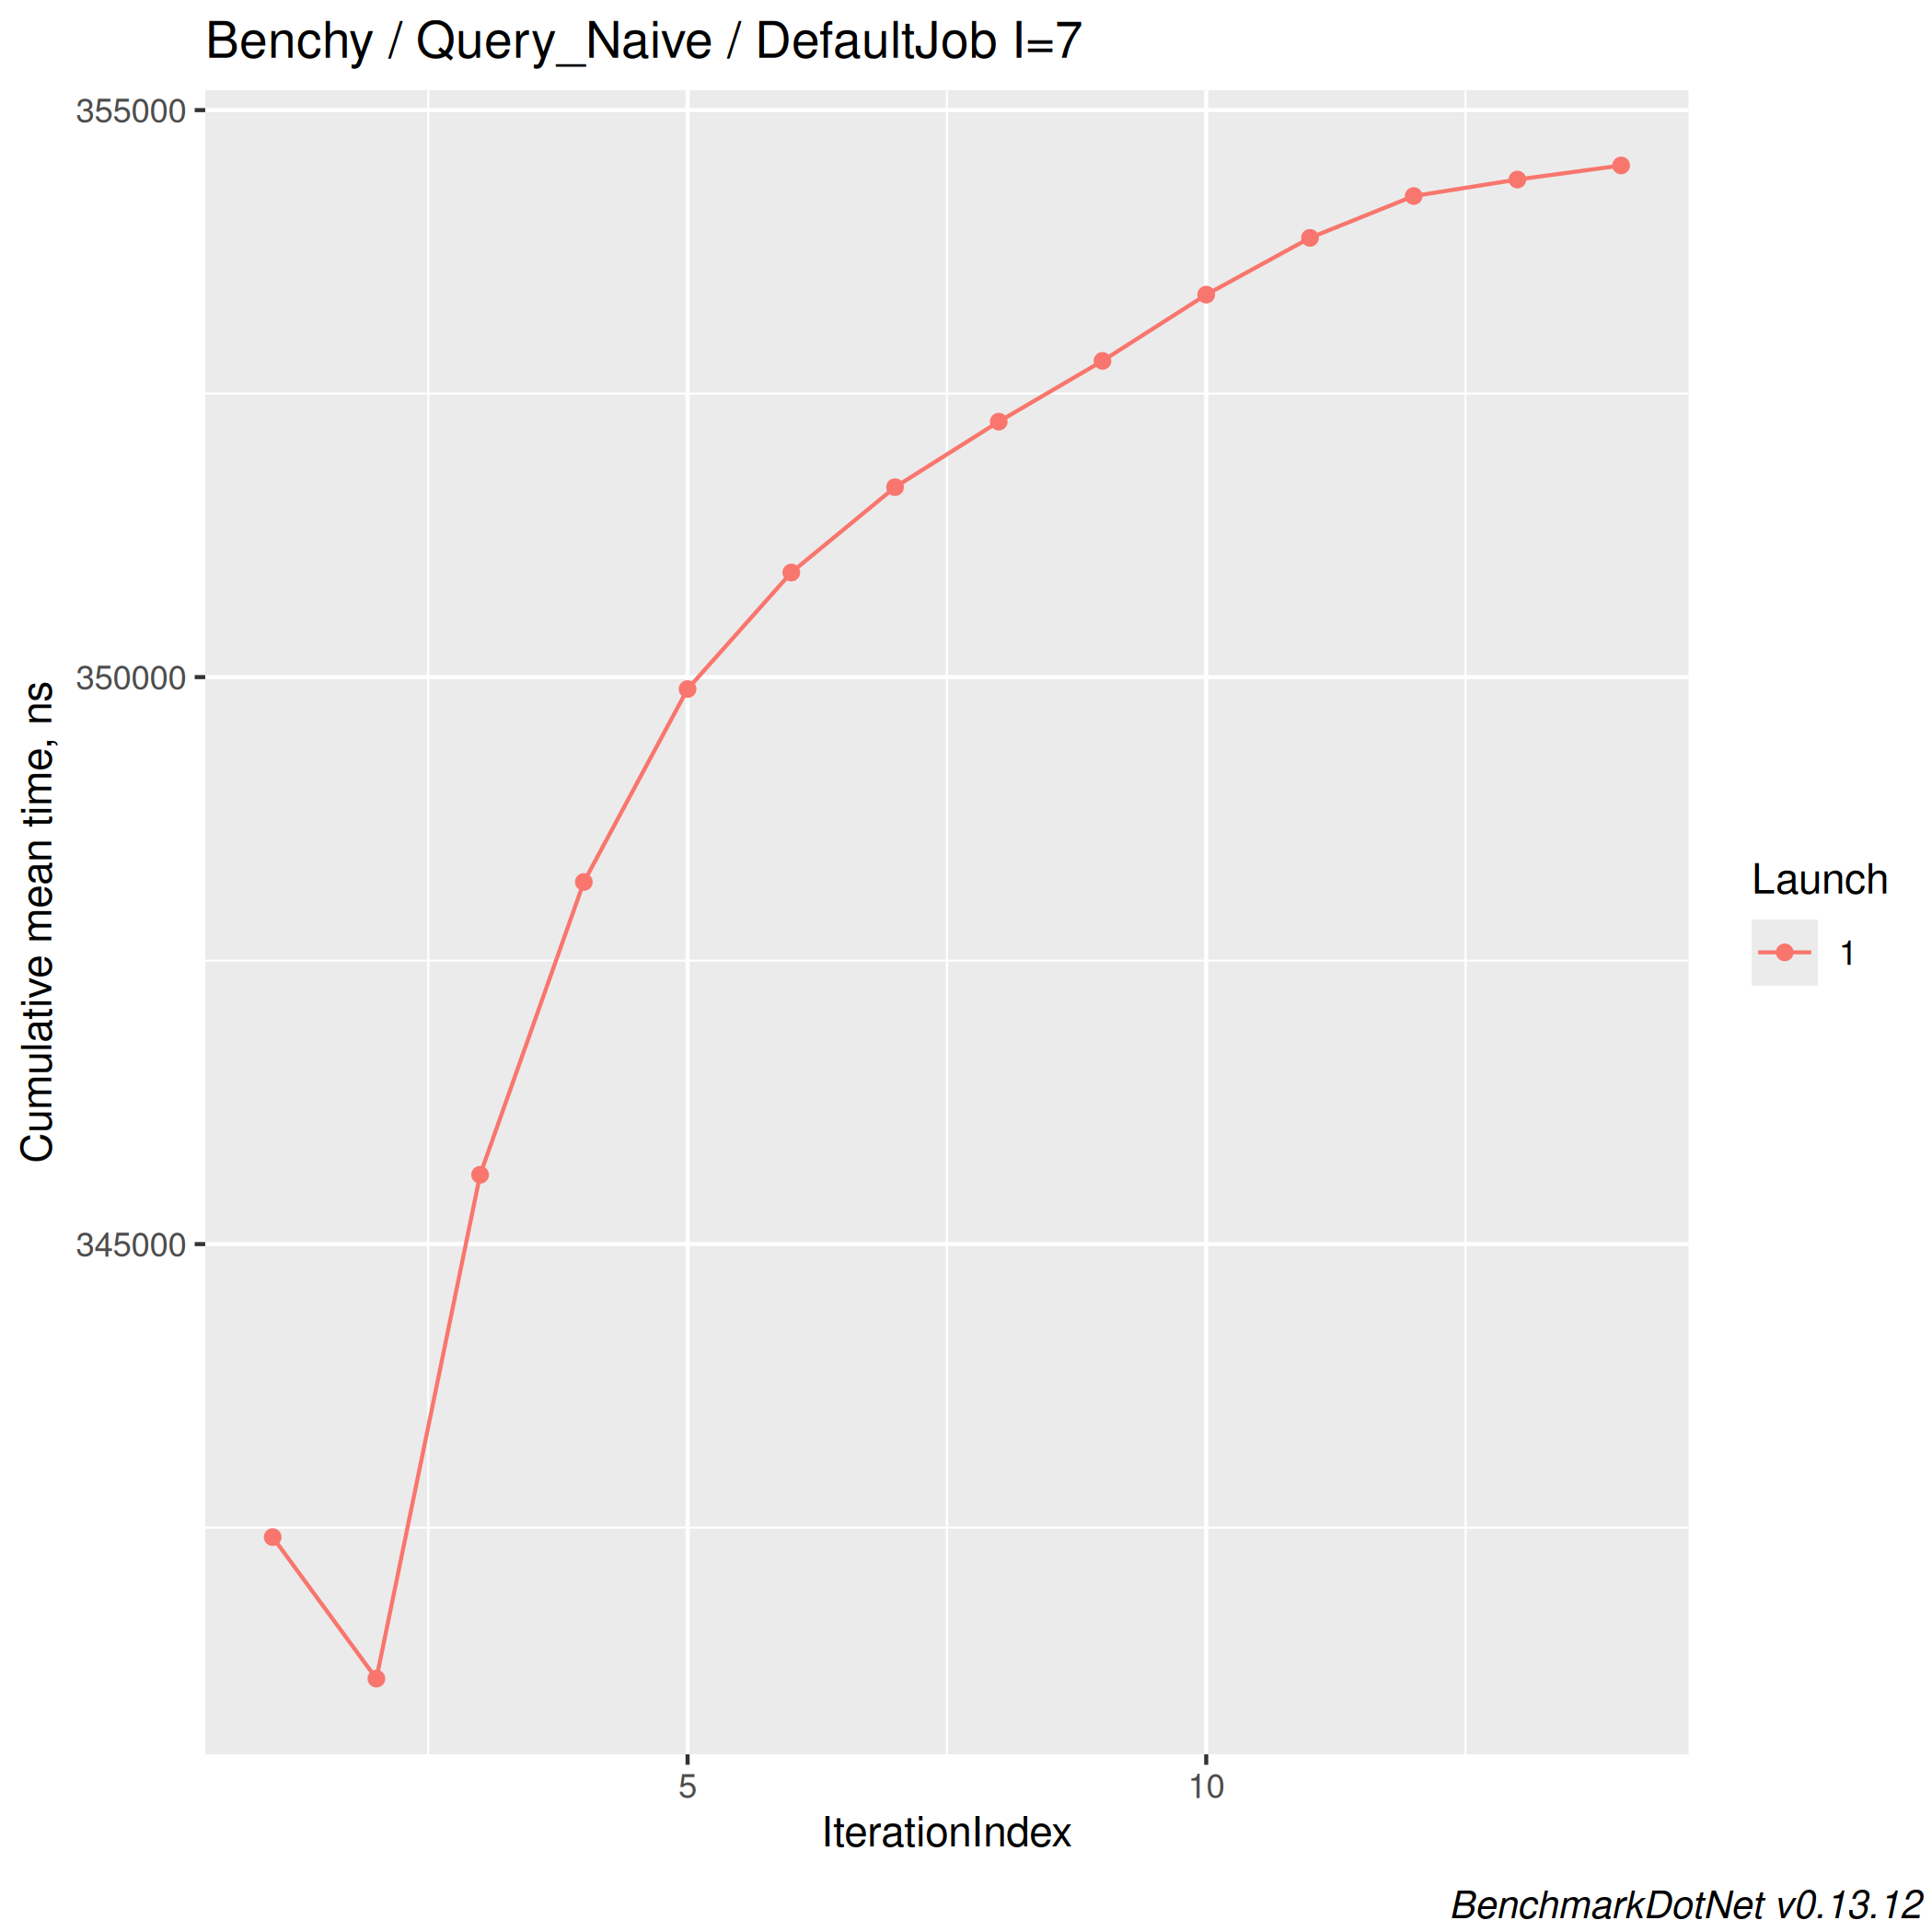 Benchy / Query_Naive / DefaultJob I=7
355000
350000
345000
Cumulative mean time, ns
5
10
IterationIndex
Launch
1
BenchmarkDotNet v0.13.12